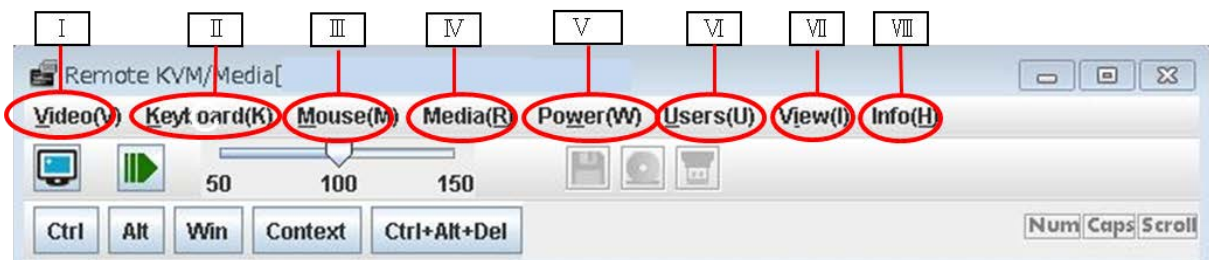 Ⅰ Ⅱ Ⅲ Ⅳ Ⅴ Ⅵ Ⅶ Ⅷ
Remote KVM/Media[
Video(V) Keyboard(K) Mouse(M) Media(R) Power(W) Users(U) View(I) Info(H)
50 100 150
Ctrl Alt Win Context Ctrl+Alt+Del Num Caps Scroll